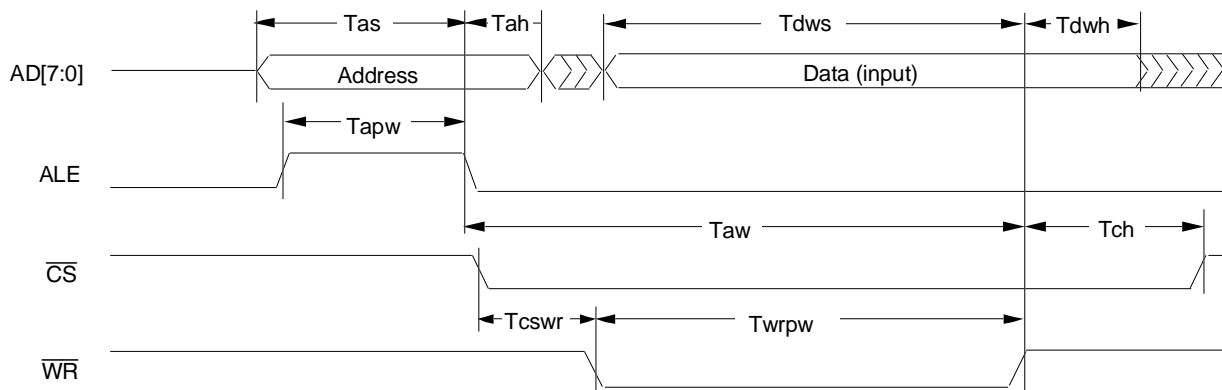 Tas Tah Tdws Tdwh
AD[7:0] Address Data (input)
Tapw
ALE
Taw Tch
CS
Tcswr Twrpw
WR